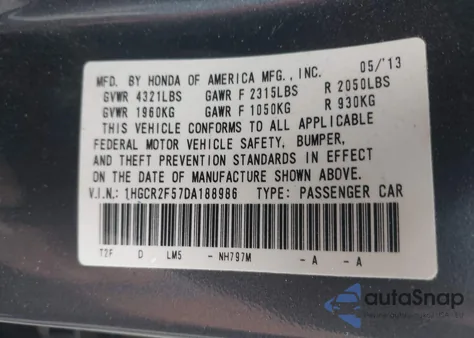 MFD. BY HONDA OF AMERICA MFG., INC. 05/'13
GVWR 4321LBS GAWR F 2315LBS R 2050LBS
GVWR 1960KG GAWR F 1050KG R 930KG
THIS VEHICLE CONFORMS TO ALL APPLICABLE
FEDERAL MOTOR VEHICLE SAFETY, BUMPER,
AND THEFT PREVENTION STANDARDS IN EFFECT
ON THE DATE OF MANUFACTURE SHOWN ABOVE.
V.I.N.: 1HGCR2F57DA188986 TYPE: PASSENGER CAR
T2F D LM5 - NH797M - A - A
autoSnap